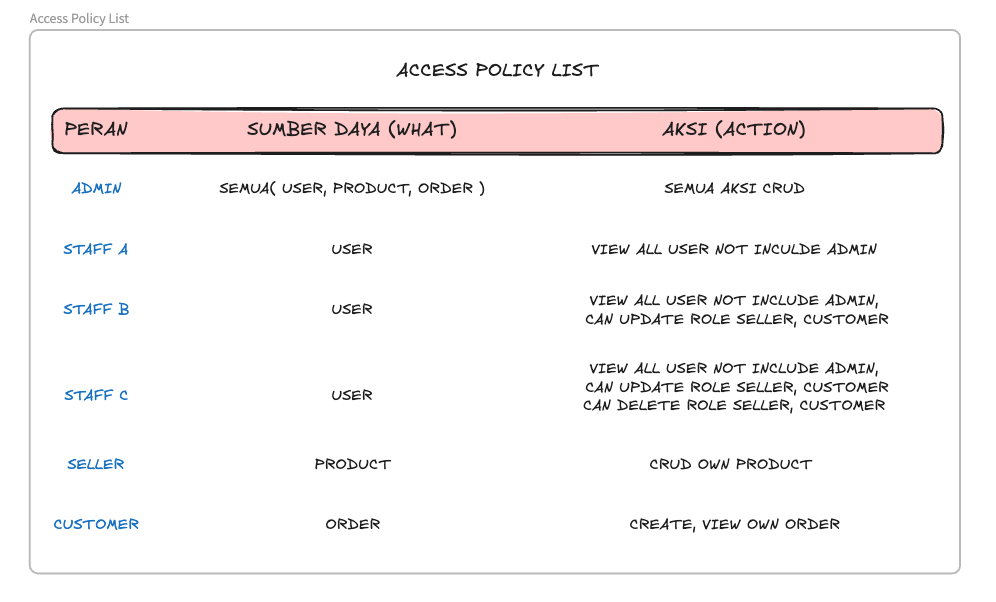 Access Policy List
ACCESS POLICY LIST
PERAN SUMBER DAYA (WHAT) AKSI (ACTION)
ADMIN SEMUA( USER, PRODUCT, ORDER ) SEMUA AKSI CRUD
STAFF A USER VIEW ALL USER NOT INCULDE ADMIN
STAFF B USER VIEW ALL USER NOT INCLUDE ADMIN,
CAN UPDATE ROLE SELLER, CUSTOMER
STAFF C USER VIEW ALL USER NOT INCLUDE ADMIN,
CAN UPDATE ROLE SELLER, CUSTOMER
CAN DELETE ROLE SELLER, CUSTOMER
SELLER PRODUCT CRUD OWN PRODUCT
CUSTOMER ORDER CREATE, VIEW OWN ORDER